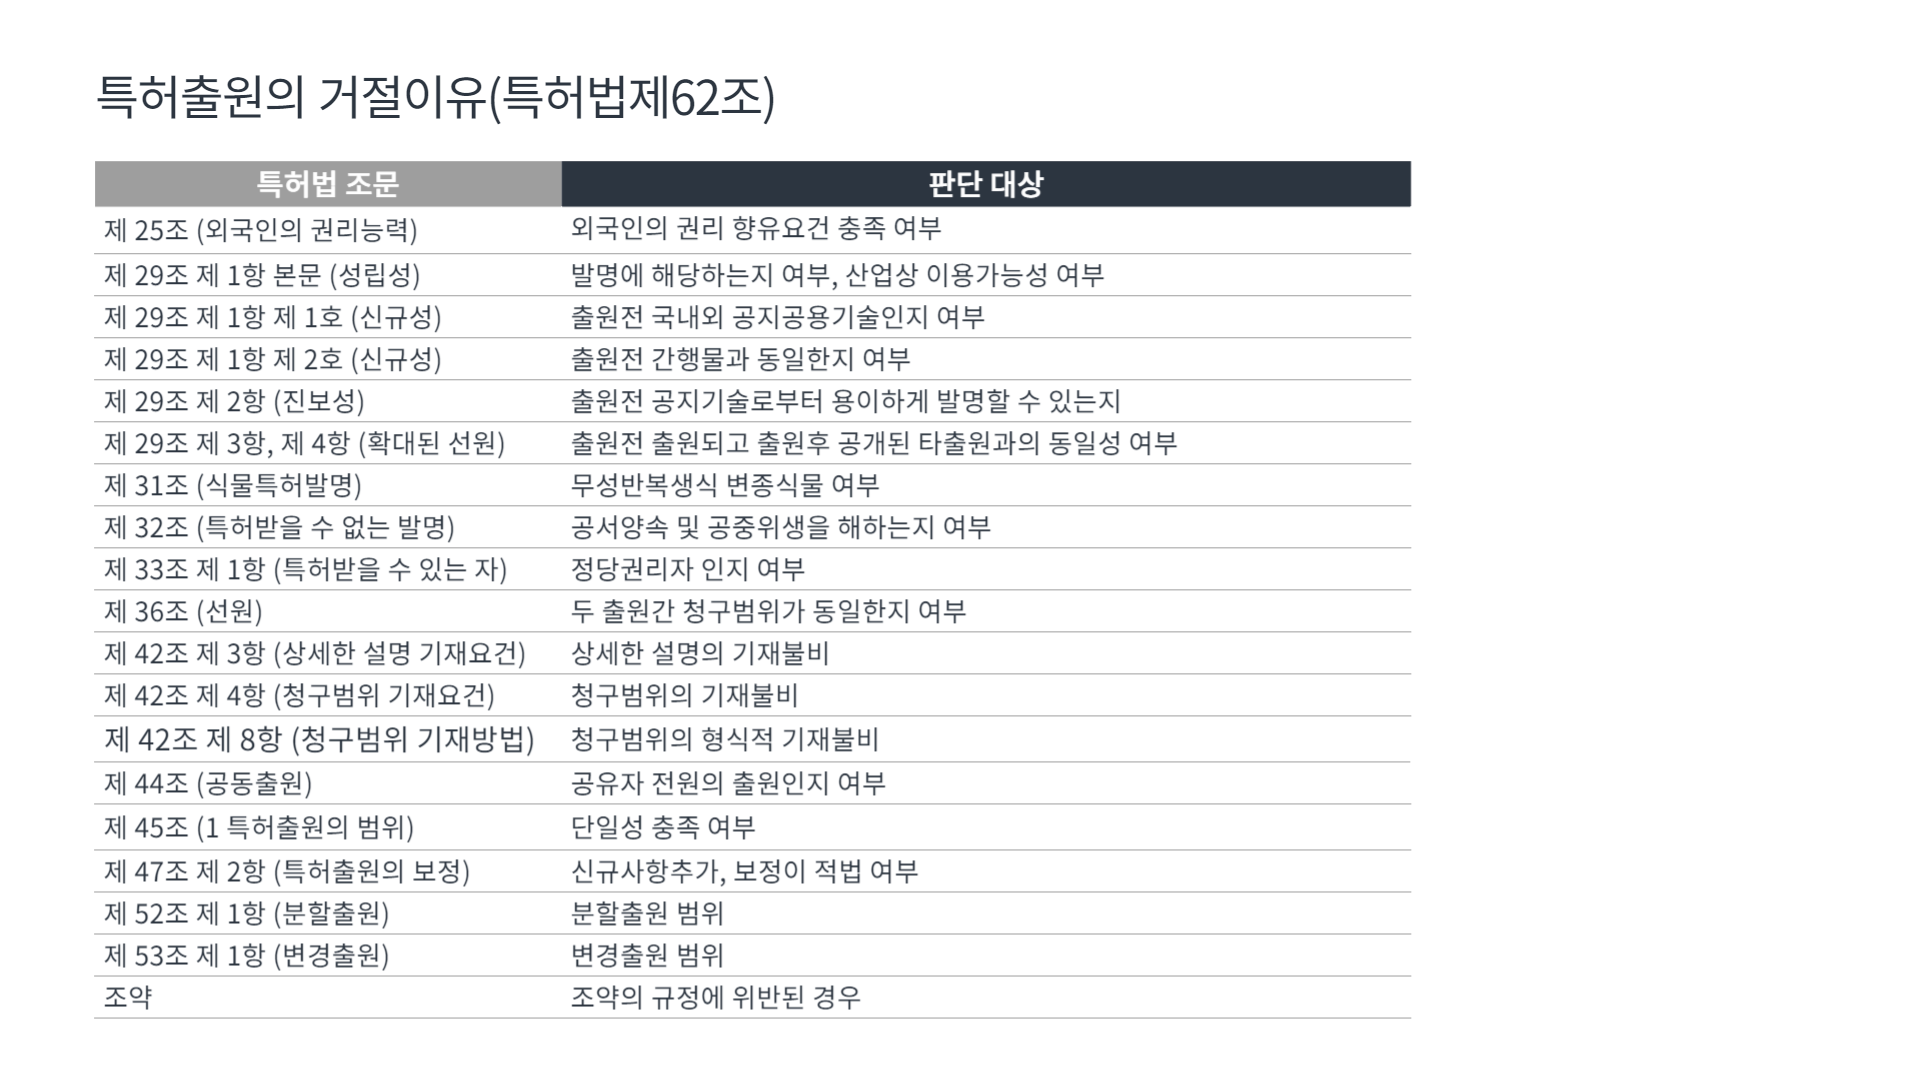 특허출원의 거절이유(특허법제62조)
특허법 조문 판단 대상
제 25조 (외국인의 권리능력) 외국인의 권리 향유요건 충족 여부
제 29조 제 1항 본문 (성립성) 발명에 해당하는지 여부, 산업상 이용가능성 여부
제 29조 제 1항 제 1호 (신규성) 출원전 국내외 공지공용기술인지 여부
제 29조 제 1항 제 2호 (신규성) 출원전 간행물과 동일한지 여부
제 29조 제 2항 (진보성) 출원전 공지기술로부터 용이하게 발명할 수 있는지
제 29조 제 3항, 제 4항 (확대된 선원) 출원전 출원되고 출원후 공개된 타출원과의 동일성 여부
제 31조 (식물특허발명) 무성반복생식 변종식물 여부
제 32조 (특허받을 수 없는 발명) 공서양속 및 공중위생을 해하는지 여부
제 33조 제 1항 (특허받을 수 있는 자) 정당권리자 인지 여부
제 36조 (선원) 두 출원간 청구범위가 동일한지 여부
제 42조 제 3항 (상세한 설명 기재요건) 상세한 설명의 기재불비
제 42조 제 4항 (청구범위 기재요건) 청구범위의 기재불비
제 42조 제 8항 (청구범위 기재방법) 청구범위의 형식적 기재불비
제 44조 (공동출원) 공유자 전원의 출원인지 여부
제 45조 (1 특허출원의 범위) 단일성 충족 여부
제 47조 제 2항 (특허출원의 보정) 신규사항추가, 보정이 적법 여부
제 52조 제 1항 (분할출원) 분할출원 범위
제 53조 제 1항 (변경출원) 변경출원 범위
조약 조약의 규정에 위반된 경우